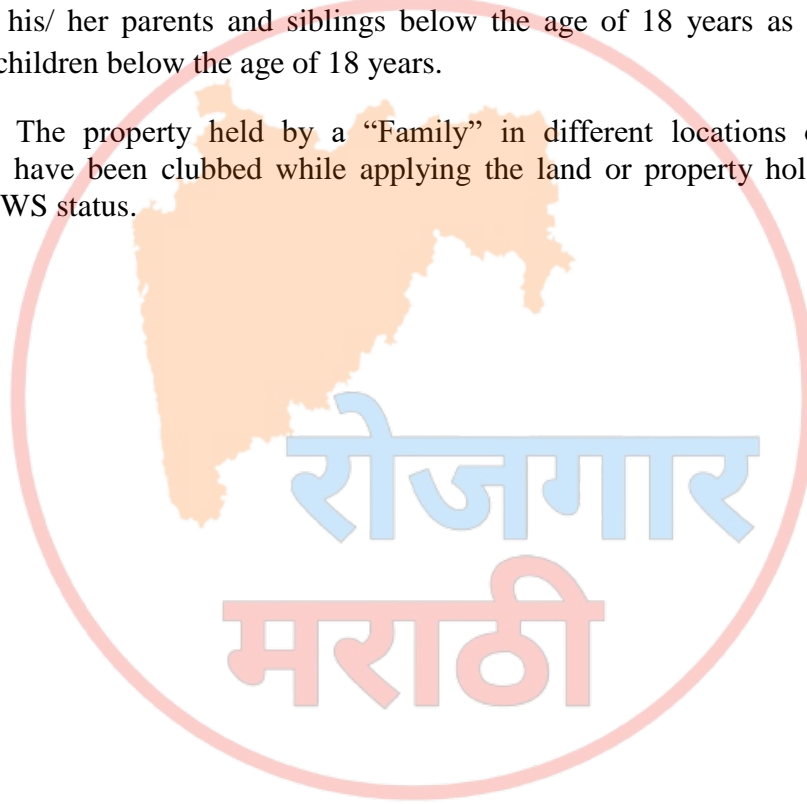 his/ her parents and siblings below the age of 18 years as
children below the age of 18 years.
The property held by a “Family” in different locations
have been clubbed while applying the land or property
WS status.
रोजगार
मराठी